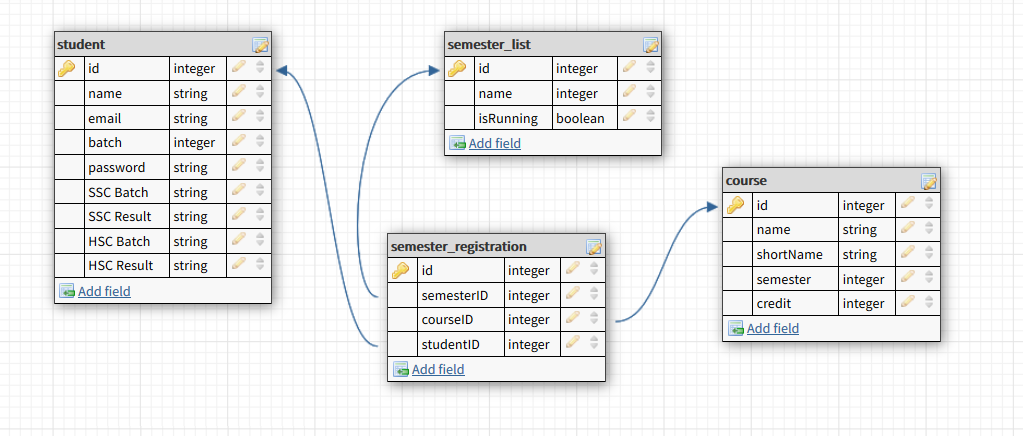 student
id integer
name string
email string
batch integer
password string
SSC Batch string
SSC Result string
HSC Batch string
HSC Result string
Add field
semester_list
id integer
name integer
isRunning boolean
Add field
semester_registration
id integer
semesterID integer
courseID integer
studentID integer
Add field
course
id integer
name string
shortName string
semester integer
credit integer
Add field